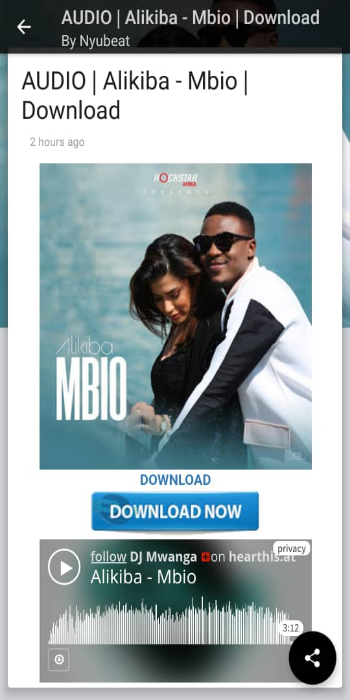 AUDIO | Alikiba - Mbio | Download
By Nyubeat
AUDIO | Alikiba - Mbio |
Download
2 hours ago
ROCKSTAR
AFRICA
PRESENTS
Alikiba
MBIO
DOWNLOAD
DOWNLOAD NOW
privacy
follow DJ Mwanga on hearthis.at
Alikiba - Mbio
3:12